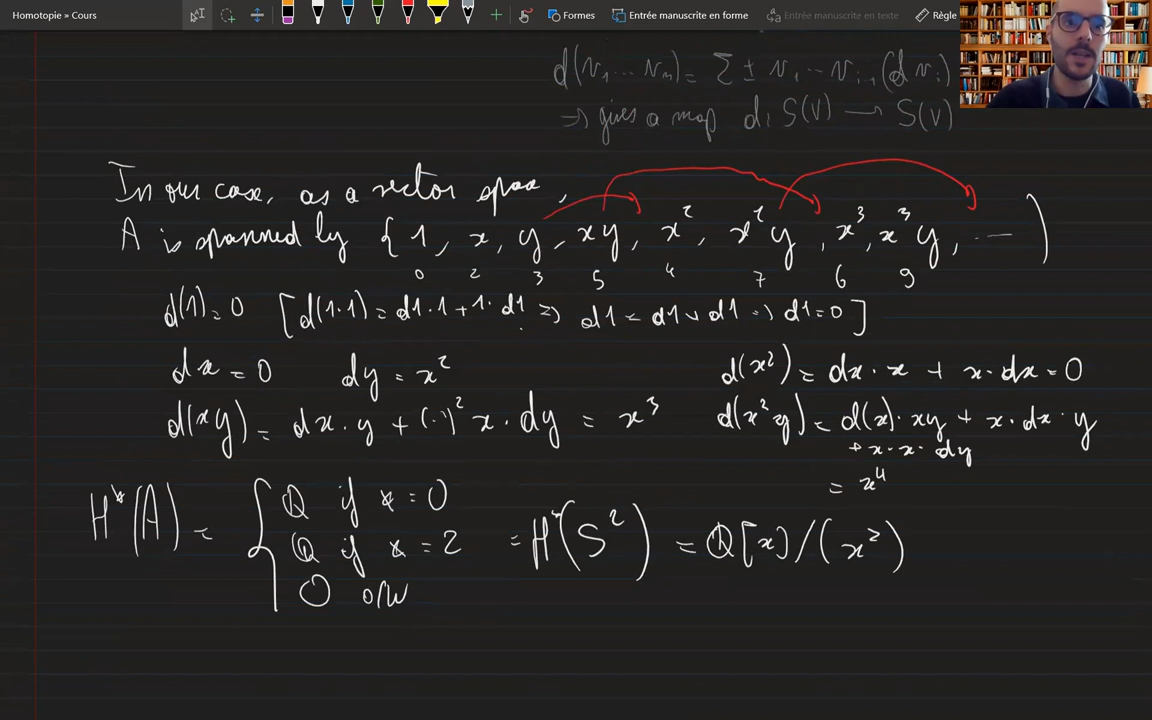 Homotopie » Cours
Formes
Entrée manuscrite en forme
Entrée manuscrite en texte
Règle
d(v₁ ... vₙ) = Σ ± v₁ ... vᵢ₋₁ (d vᵢ)
→ gives a map d: S(V) → S(V)
In our case, as a vector space,
A is spanned by {1, x, y, xy, x², x²y, x³, x³y, ... )
0 2 3 5 4 7 6 9
d(1) = 0 [d(1·1) = d1·1 + 1·d1 => d1 = d1 + d1 => d1 = 0]
dx = 0 dy = x² d(x²) = dx·x + x·dx = 0
d(xy) = dx·y + (-1)² x·dy = x³ d(x²y) = d(x)·xy + x·dx·y
+ x·x·dy
= x⁴
H*(A) = { Q if * = 0
Q if * = 2 = H*(S²) = Q[x]/(x²)
0 o/w